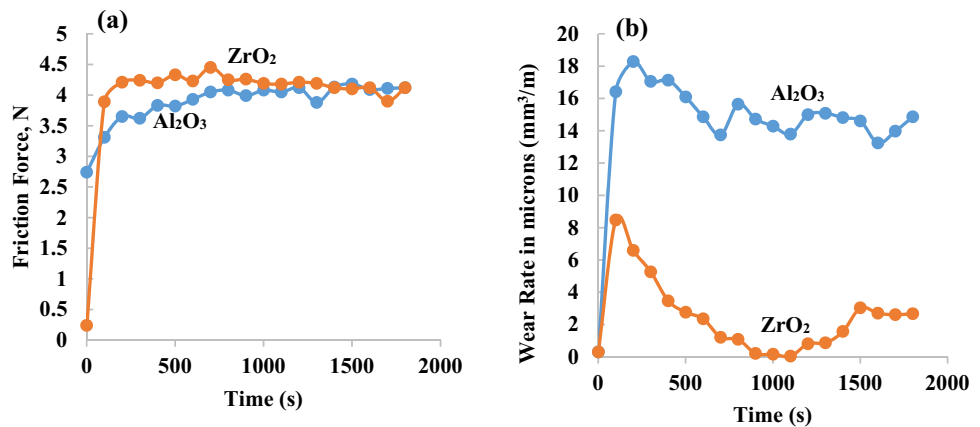 (a)
5
4.5
4
3.5
3
2.5
2
1.5
1
0.5
0
Friction Force, N
ZrO₂
Al₂O₃
0 500 1000 1500 2000
Time (s)
(b)
20
18
16
14
12
10
8
6
4
2
0
Wear Rate in microns (mm³/m)
Al₂O₃
ZrO₂
0 500 1000 1500 2000
Time (s)